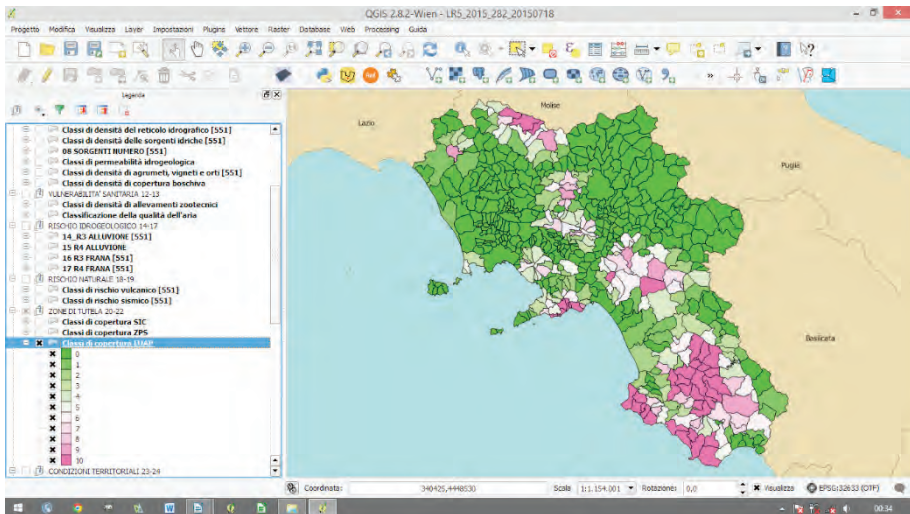 QGIS 2.8.2-Wien - LR5_2015_282_20150718
Progetto Modifica Visualizza Layer Impostazioni Plugins Vettore Raster Database Web Processing Guida
Legenda
Classi di densità del reticolo idrografico [551]
Classi di densità delle sorgenti idriche [551]
08 SORGENTI NUMERO [551]
Classi di permeabilità idrogeologica
Classi di densità di agrumeti, vigneti e orti [551]
Classi di densità di copertura boschiva
VULNERABILITA' SANITARIA 12-13
Classi di densità di allevamenti zootecnici
Classificazione della qualità dell'aria
RISCHIO IDROGEOLOGICO 14-17
14_R3 ALLUVIONE [551]
15 R4 ALLUVIONE
16 R3 FRANA [551]
17 R4 FRANA [551]
RISCHIO NATURALE 18-19
Classi di rischio vulcanico [551]
Classi di rischio sismico [551]
ZONE DI TUTELA 20-22
Classi di copertura SIC
Classi di copertura ZPS
Classi di copertura
0
1
2
3
4
5
6
7
8
9
10
CONDIZIONI TERRITORIALI 23-24
Lazio
Molise
Puglia
Basilicata
Coordinata: 340425,4448530 Scala 1:1.154.001 Rotazione: 0,0 Visualizza EPSG:32633 (OTF)
00:34